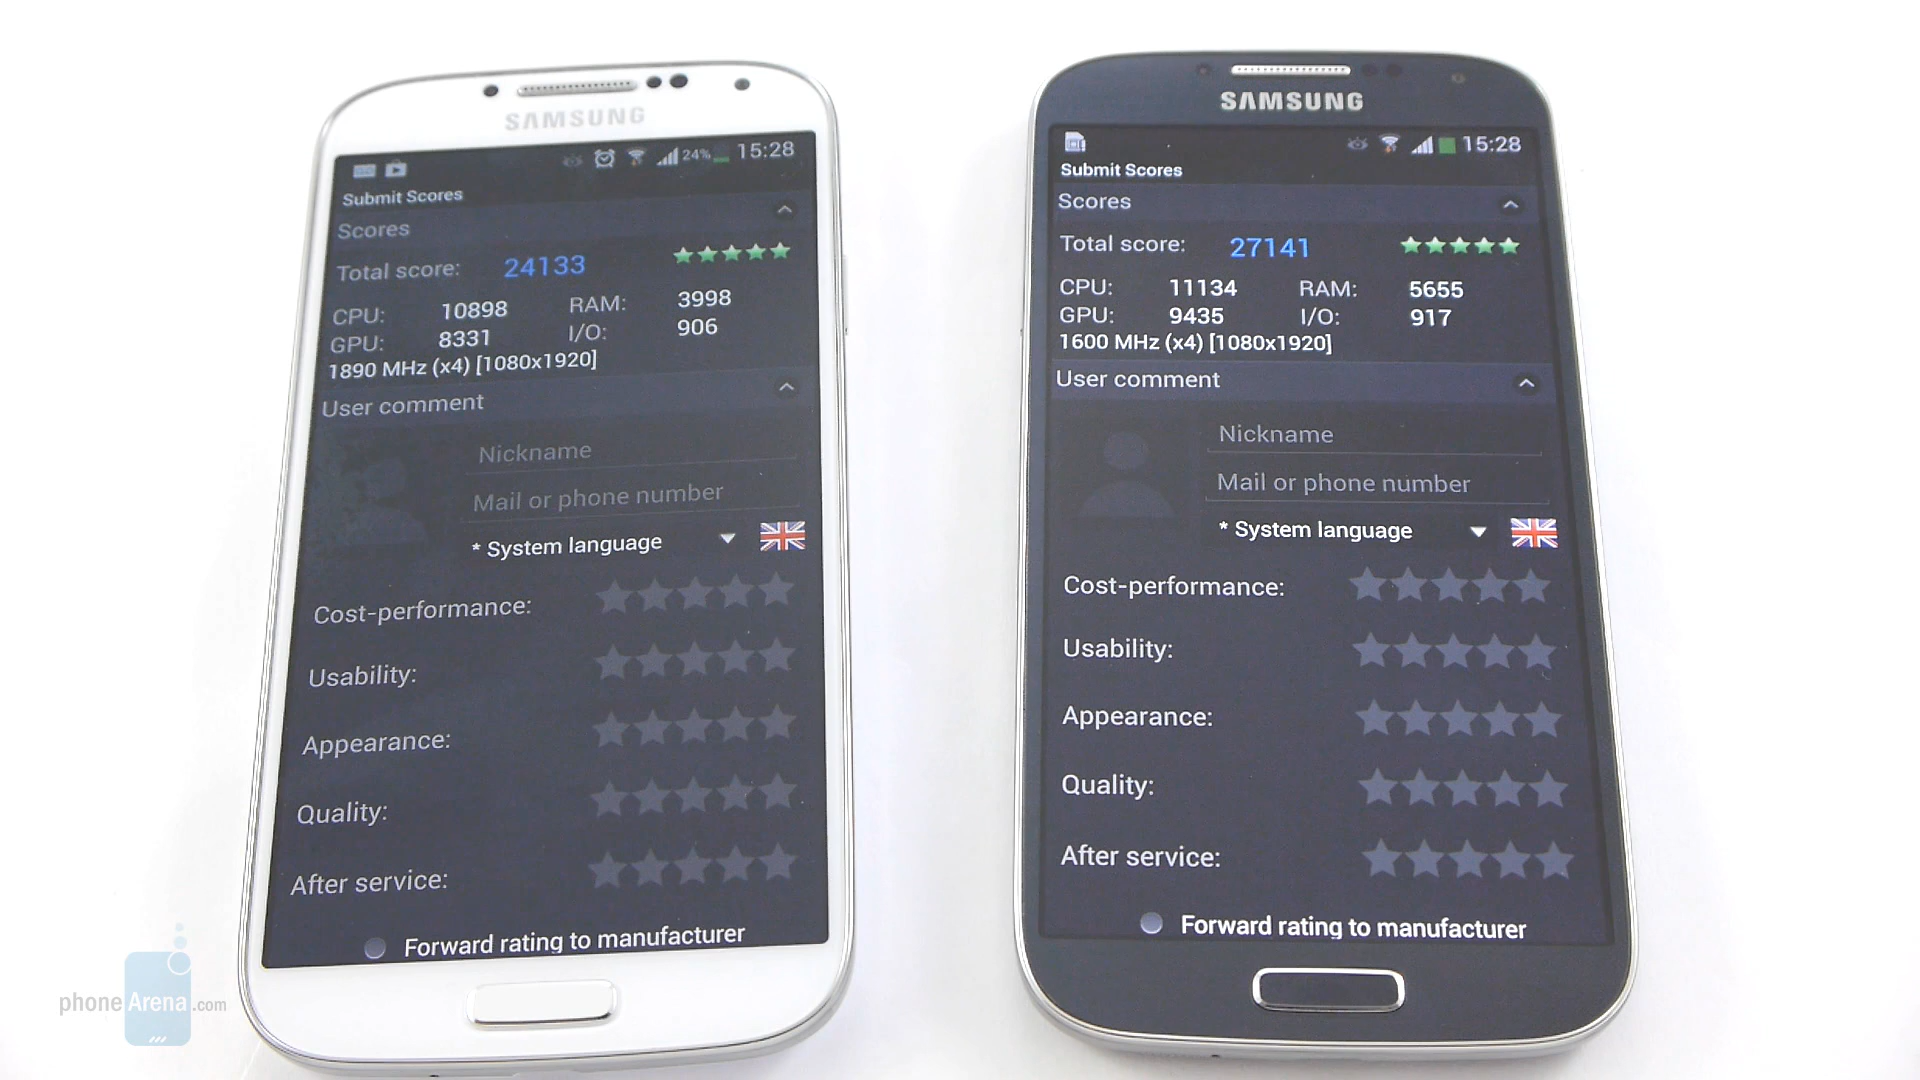 SAMSUNG
24% 15:28
Submit Scores
Scores
Total score: 24133
CPU: 10898 RAM: 3998
GPU: 8331 I/O: 906
1890 MHz (x4) [1080x1920]
User comment
Nickname
Mail or phone number
* System language
Cost-performance:
Usability:
Appearance:
Quality:
After service:
Forward rating to manufacturer
SAMSUNG
15:28
Submit Scores
Scores
Total score: 27141
CPU: 11134 RAM: 5655
GPU: 9435 I/O: 917
1600 MHz (x4) [1080x1920]
User comment
Nickname
Mail or phone number
* System language
Cost-performance:
Usability:
Appearance:
Quality:
After service:
Forward rating to manufacturer
phoneArena.com